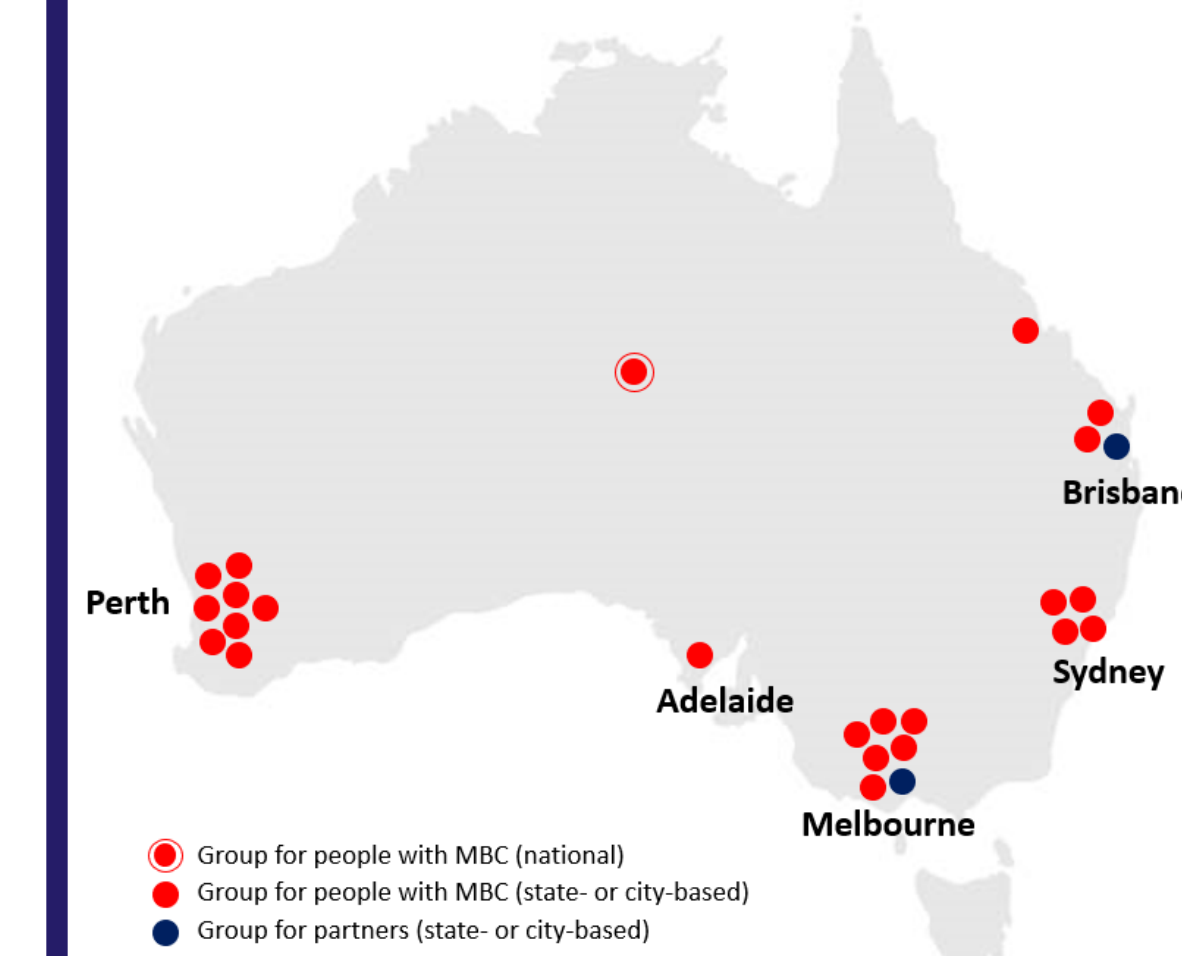 Brisban
Perth
Sydney
Adelaide
Melbourne
Group for people with MBC (national)
Group for people with MBC (state- or city-based)
Group for partners (state- or city-based)